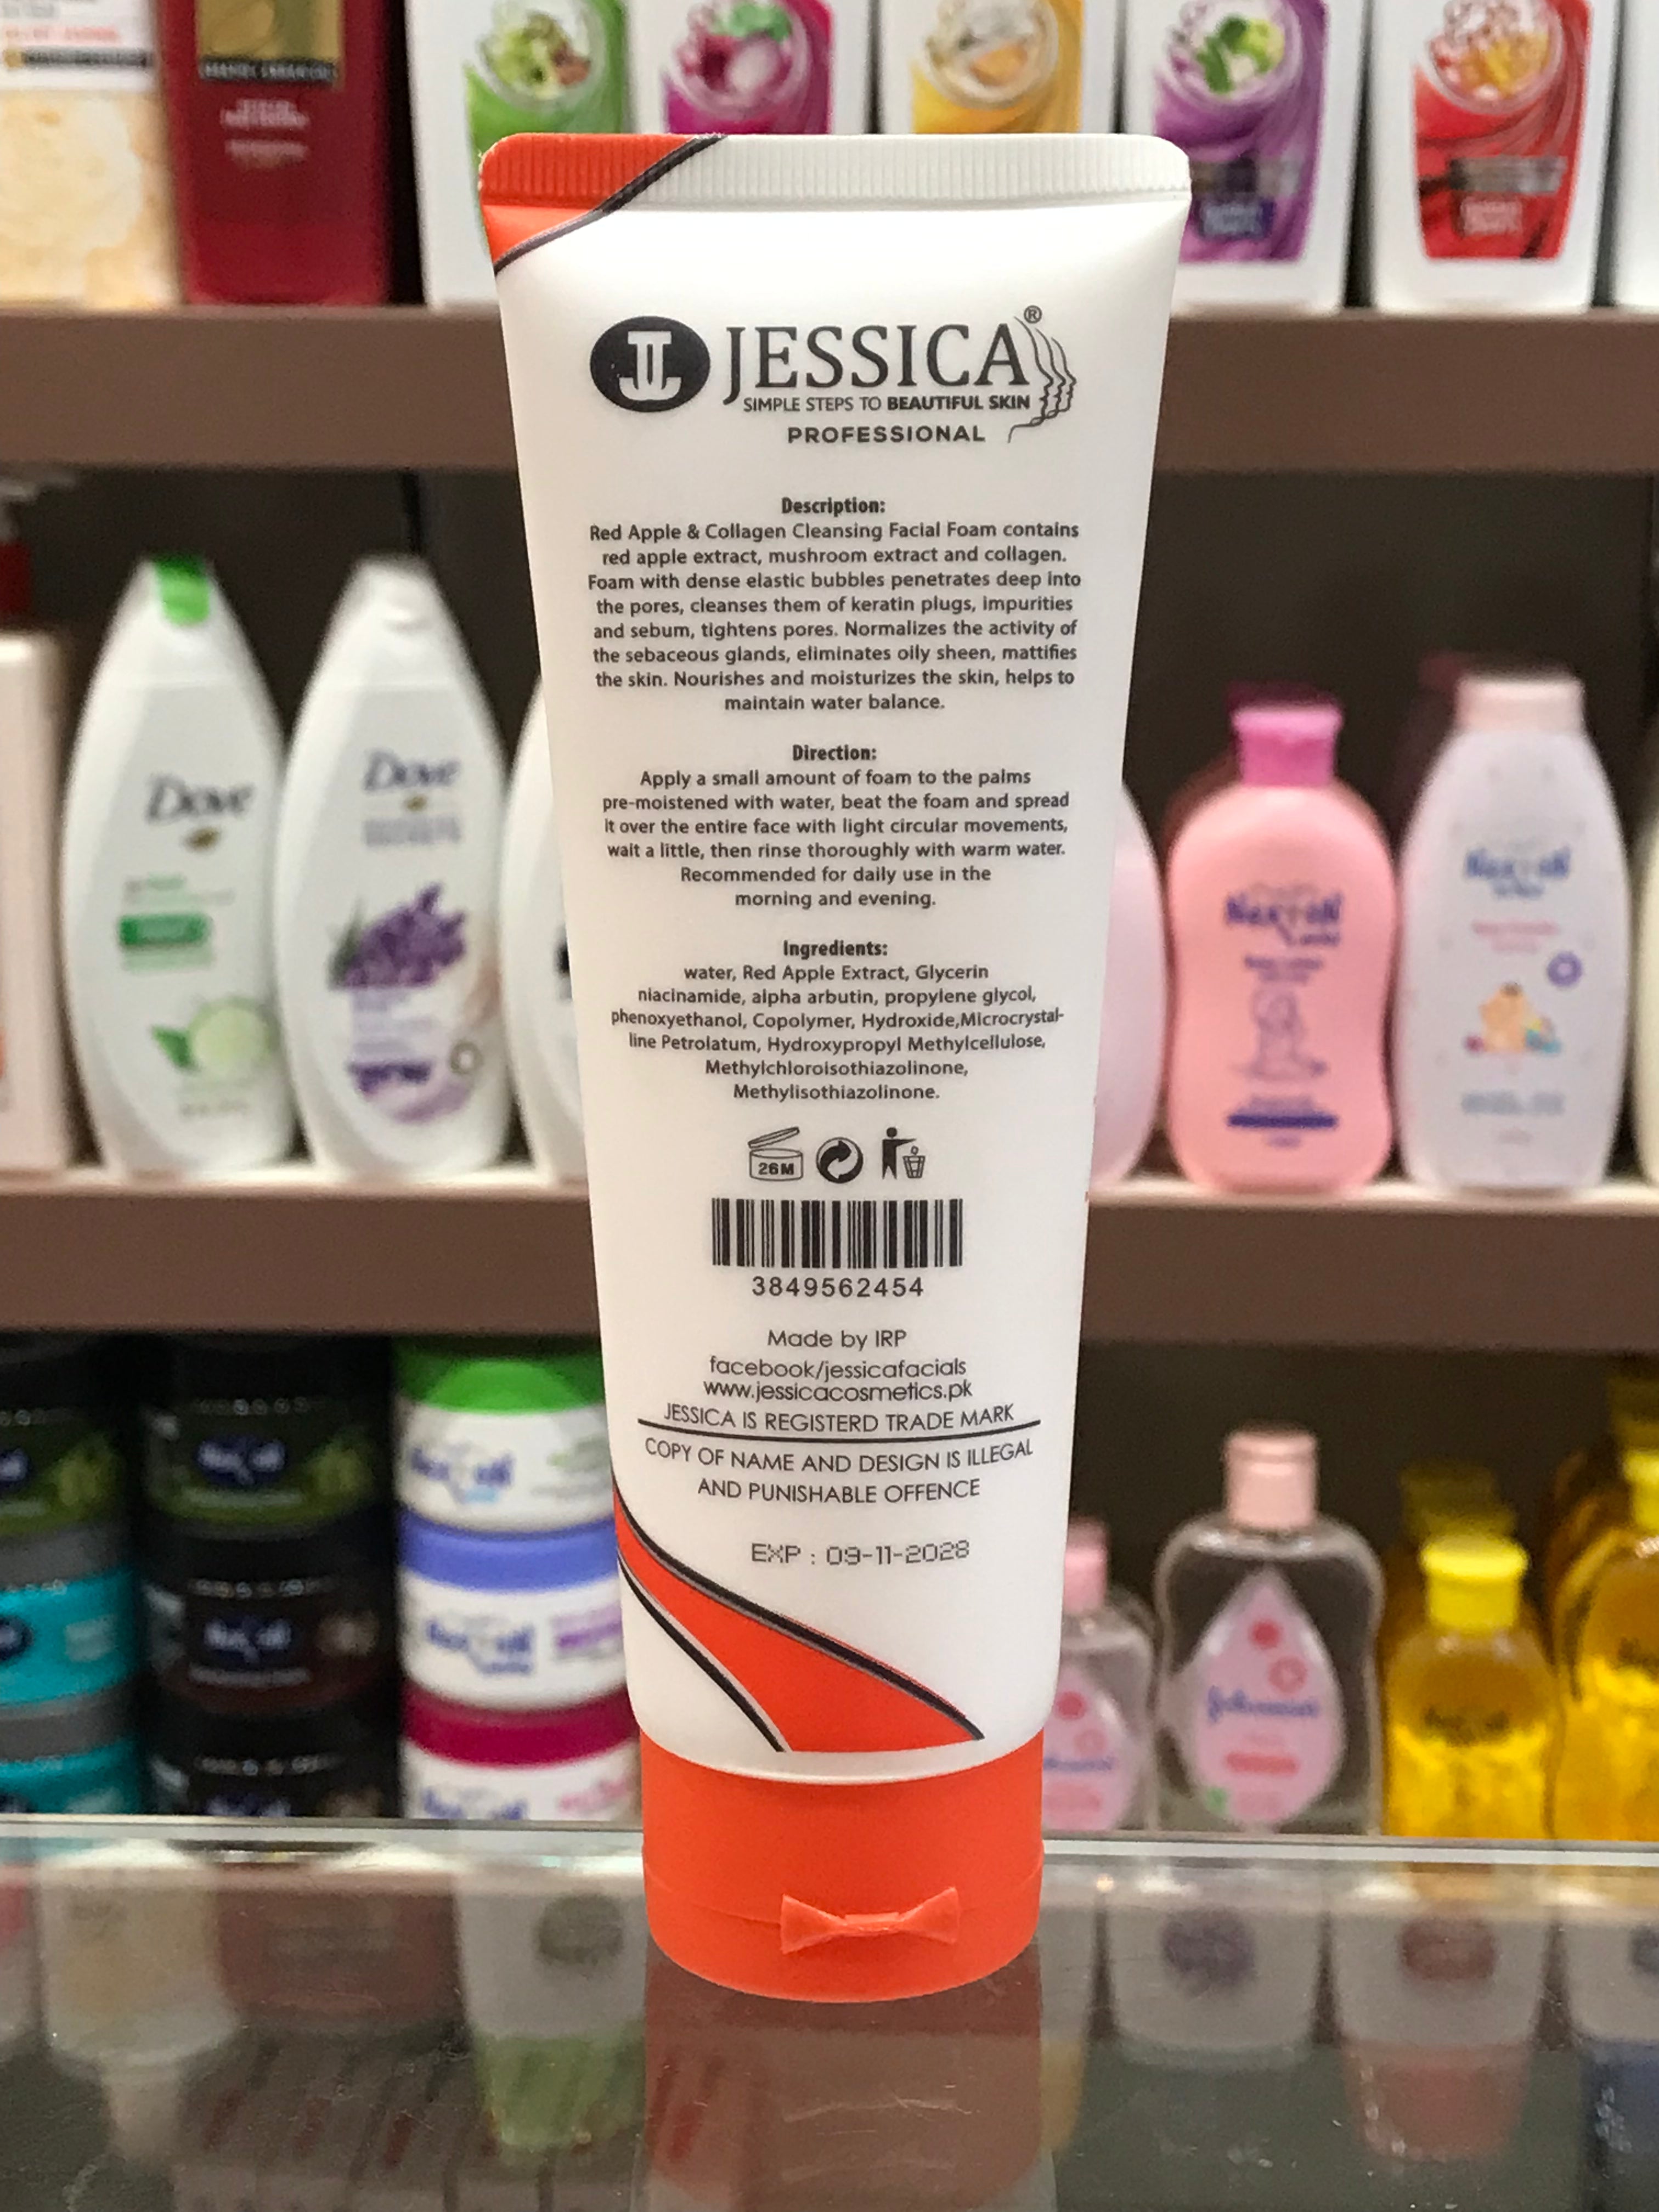 JESSICA®
SIMPLE STEPS TO BEAUTIFUL SKIN
PROFESSIONAL
Description:
Red Apple & Collagen Cleansing Facial Foam contains
red apple extract, mushroom extract and collagen.
Foam with dense elastic bubbles penetrates deep into
the pores, cleanses them of keratin plugs, impurities
and sebum, tightens pores. Normalizes the activity of
the sebaceous glands, eliminates oily sheen, mattifies
the skin. Nourishes and moisturizes the skin, helps to
maintain water balance.
Direction:
Apply a small amount of foam to the palms
pre-moistened with water, beat the foam and spread
it over the entire face with light circular movements,
wait a little, then rinse thoroughly with warm water.
Recommended for daily use in the
morning and evening.
Ingredients:
water, Red Apple Extract, Glycerin
niacinamide, alpha arbutin, propylene glycol,
phenoxyethanol, Copolymer, Hydroxide,Microcrystal-
line Petrolatum, Hydroxypropyl Methylcellulose,
Methylchloroisothiazolinone,
Methylisothiazolinone.
26M
3849562454
Made by IRP
facebook/jessicafacials
www.jessicacosmetics.pk
JESSICA IS REGISTERD TRADE MARK
COPY OF NAME AND DESIGN IS ILLEGAL
AND PUNISHABLE OFFENCE
EXP : 09-11-2028
Dove
Dove
Johnson's